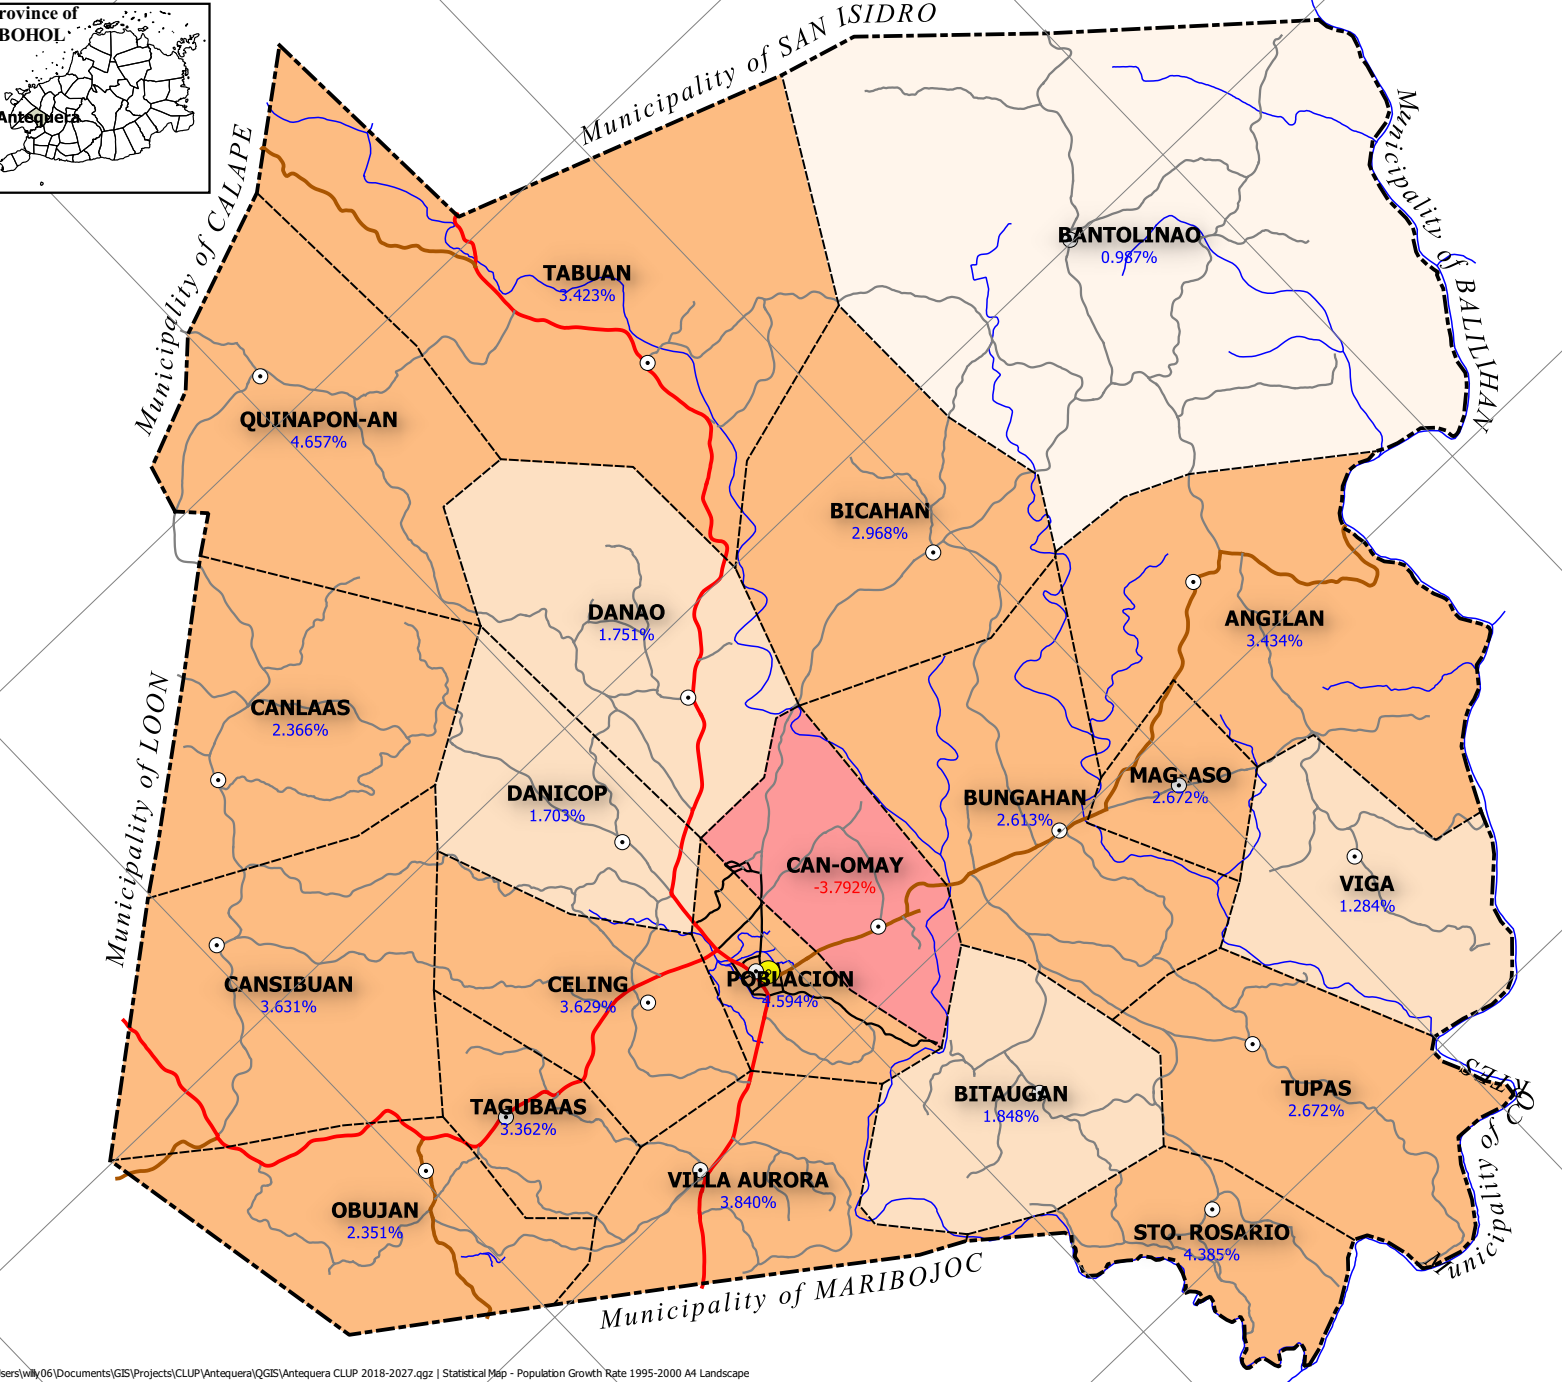 rovince of
BOHOL
Antequera
Municipality of SAN ISIDRO
Municipality of CALAPE
Municipality of BALILIHAN
BANTOLINAO
0.987%
TABUAN
3.423%
QUINAPON-AN
4.657%
BICAHAN
2.968%
DANAO
1.751%
ANGILAN
3.434%
Municipality of LOON
CANLAAS
2.366%
DANICOP
1.703%
BUNGAHAN
2.613%
MAG-ASO
2.672%
CAN-OMAY
-3.792%
VIGA
1.284%
CANSIBUAN
3.631%
CELING
3.629%
POBLACION
4.594%
TAGUBAAS
3.362%
BITAUGAN
1.848%
TUPAS
2.672%
Municipality of CORTES
VILLA AURORA
3.840%
OBUJAN
2.351%
STO. ROSARIO
4.385%
Municipality of MARIBOJOC
sers\willy06\Documents\GIS\Projects\CLUP\Antequera\QGIS\Antequera CLUP 2018-2027.qgz | Statistical Map - Population Growth Rate 1995-2000 A4 Landscape